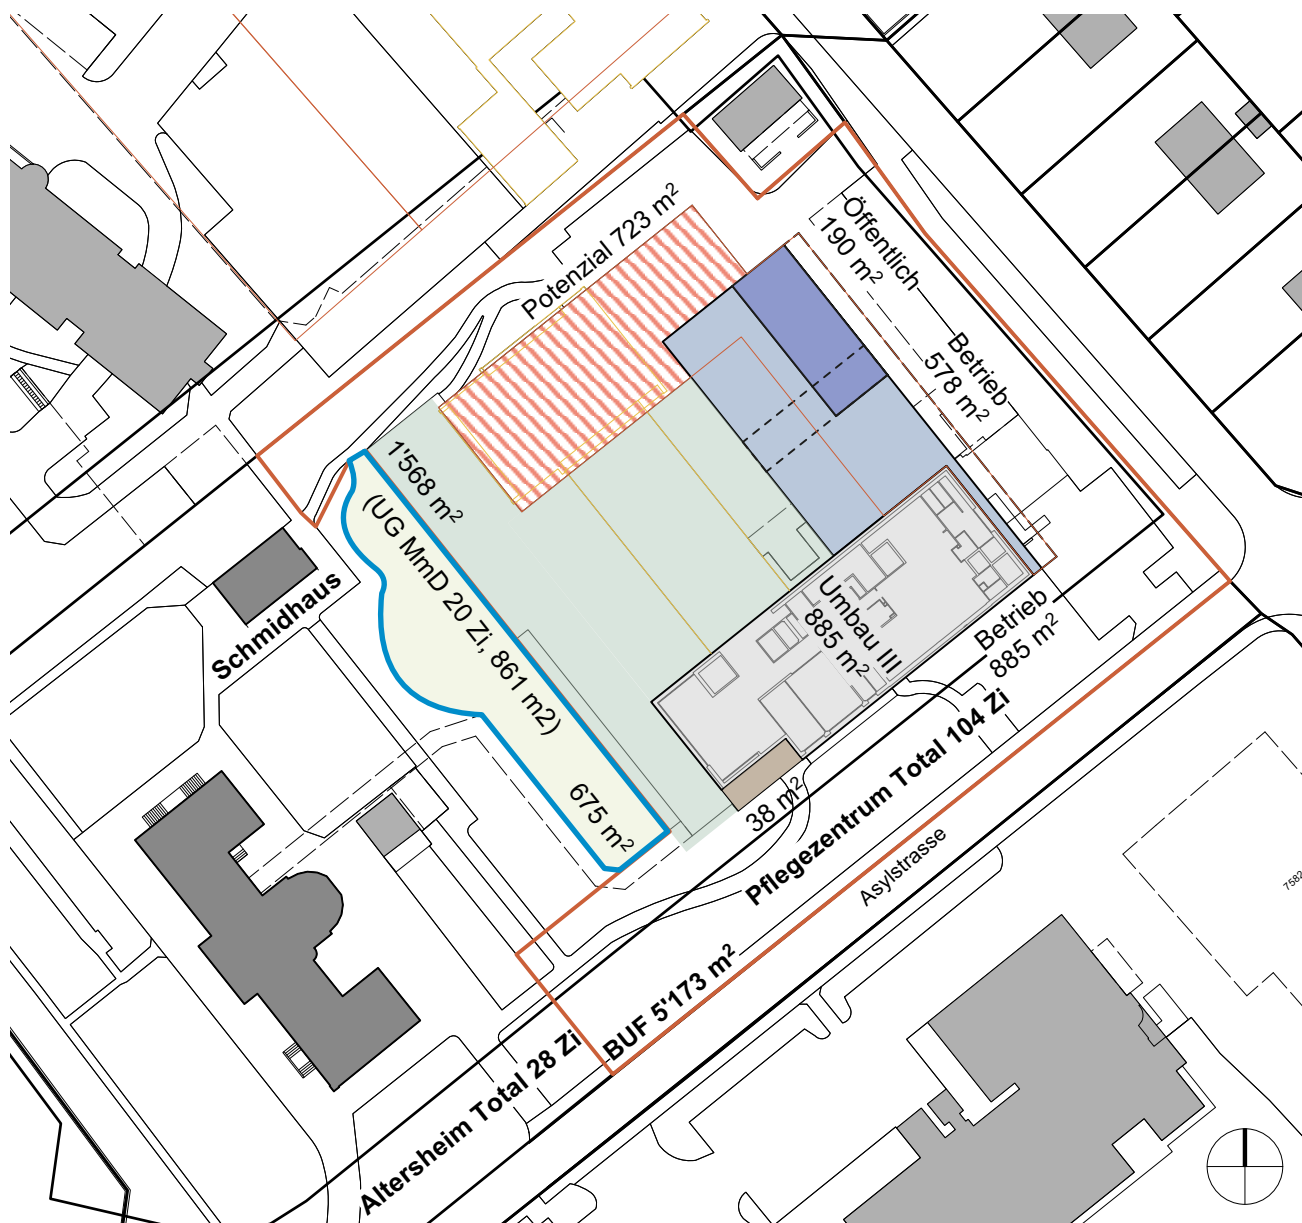 Potenzial 723 m²
Öffentlich
190 m²
Betrieb
578 m²
1'568 m²
(UG MmD 20 Zi, 861 m2)
675 m²
Schmidhaus
Umbau III
885 m²
Betrieb
885 m²
38 m²
Pflegezentrum Total 104 Zi
Asylstrasse
BUF 5'173 m²
Altersheim Total 28 Zi
7582